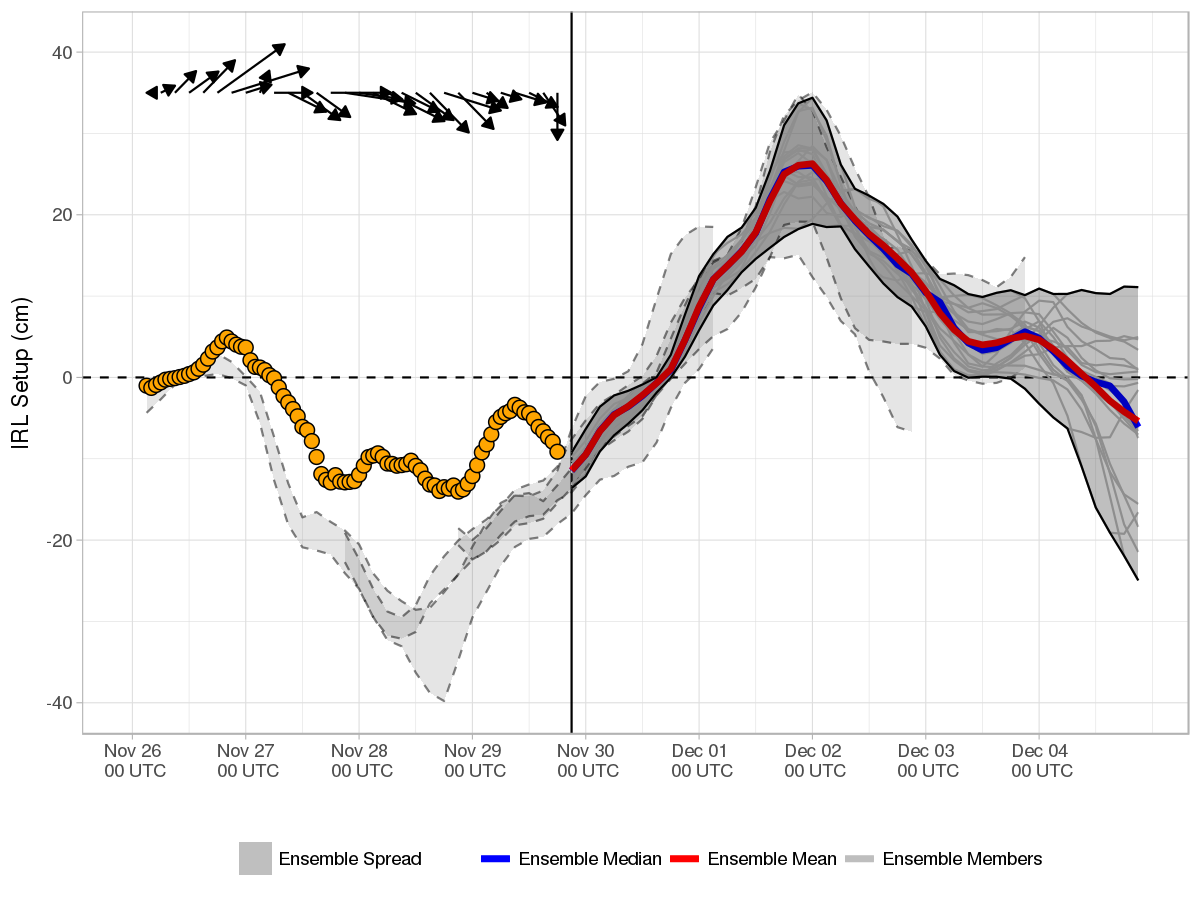 IRL Setup (cm)
40
20
0
-20
-40
Nov 26 Nov 27 Nov 28 Nov 29 Nov 30 Dec 01 Dec 02 Dec 03 Dec 04
00 UTC 00 UTC 00 UTC 00 UTC 00 UTC 00 UTC 00 UTC 00 UTC 00 UTC
Ensemble Spread Ensemble Median Ensemble Mean Ensemble Members